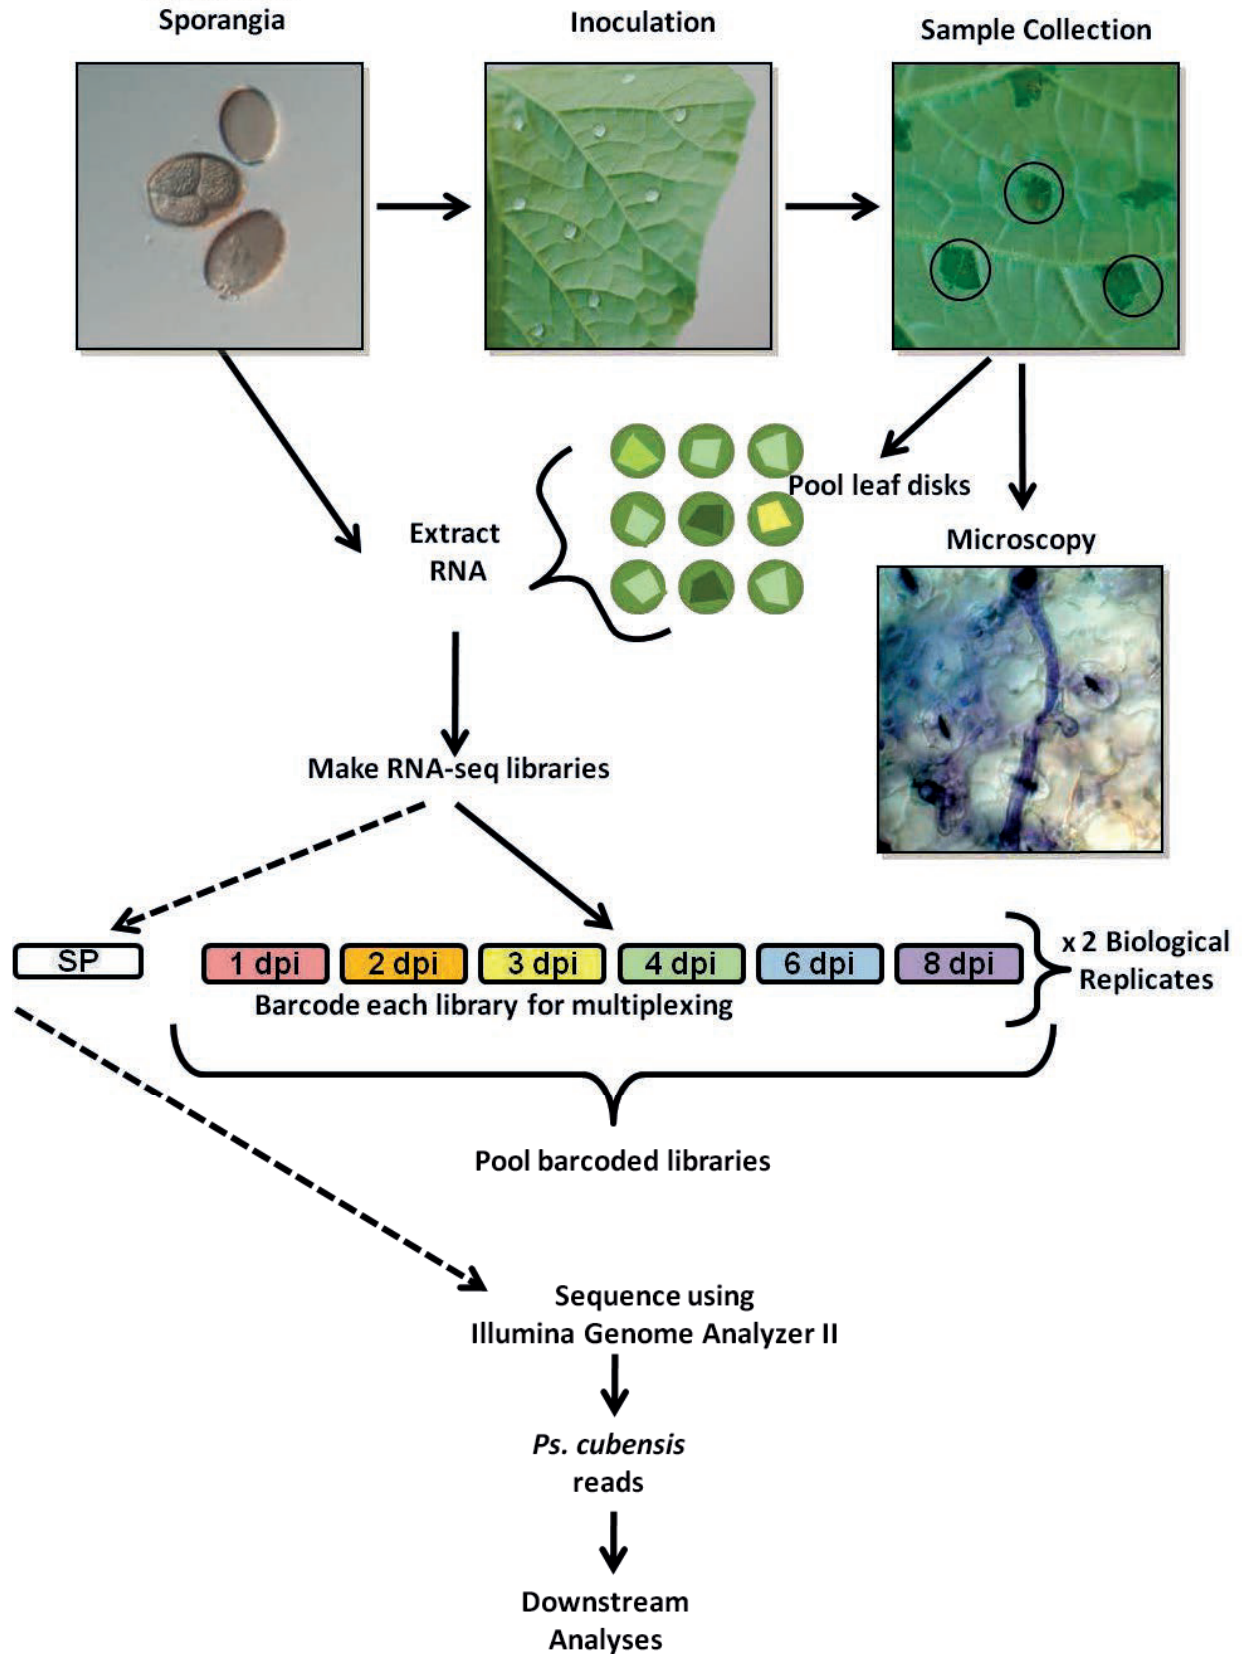 Sporangia
Inoculation
Sample Collection
Pool leaf disks
Extract
RNA
Microscopy
Make RNA-seq libraries
SP
1 dpi
2 dpi
3 dpi
4 dpi
6 dpi
8 dpi
x 2 Biological
Replicates
Barcode each library for multiplexing
Pool barcoded libraries
Sequence using
Illumina Genome Analyzer II
Ps. cubensis
reads
Downstream
Analyses